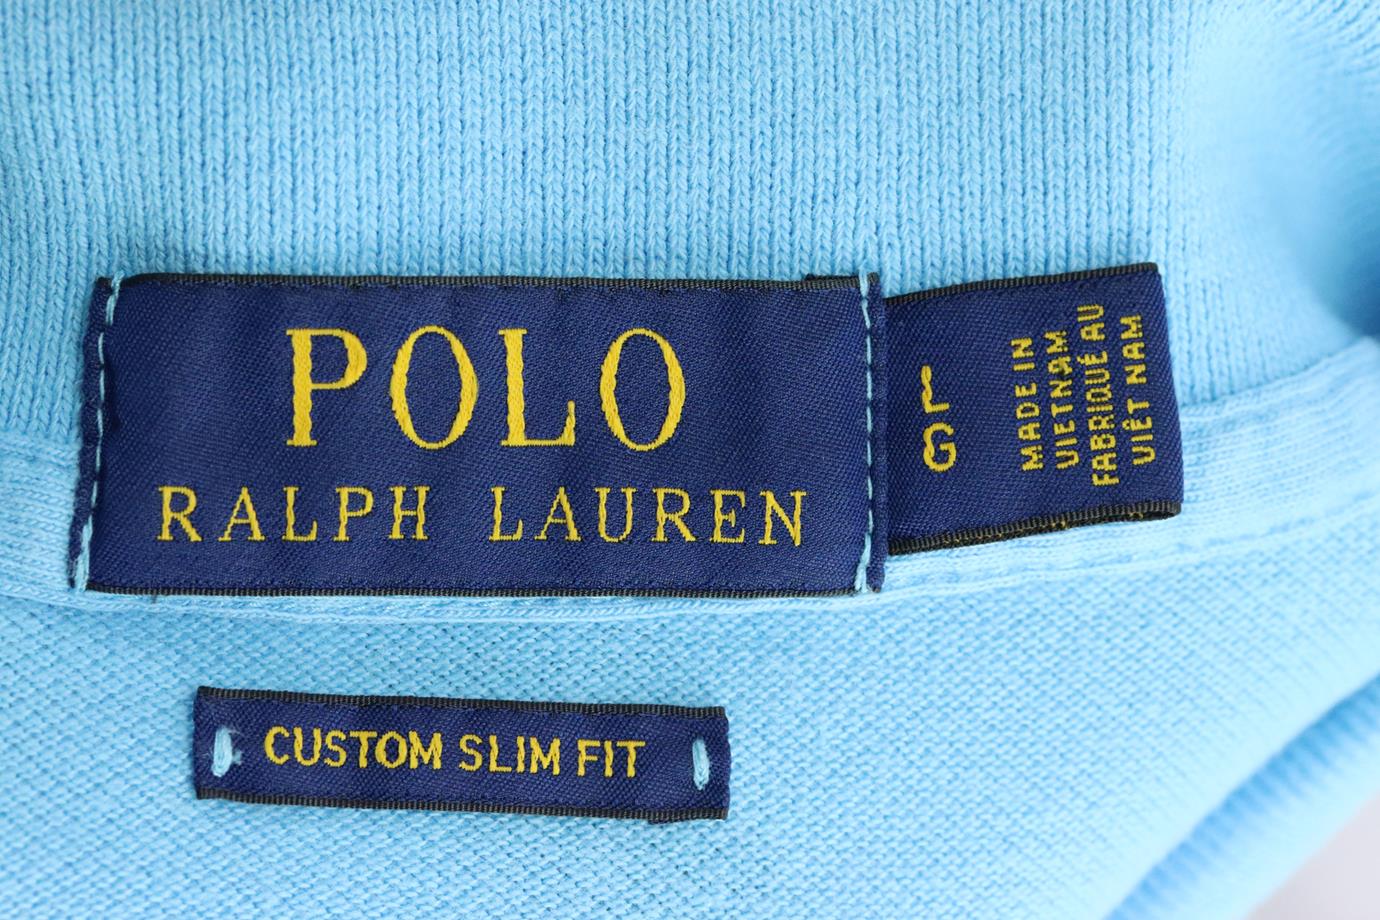 POLO
RALPH LAUREN
L
G
MADE IN
VIETNAM
FABRIQUÉ AU
VIÊT NAM
CUSTOM SLIM FIT